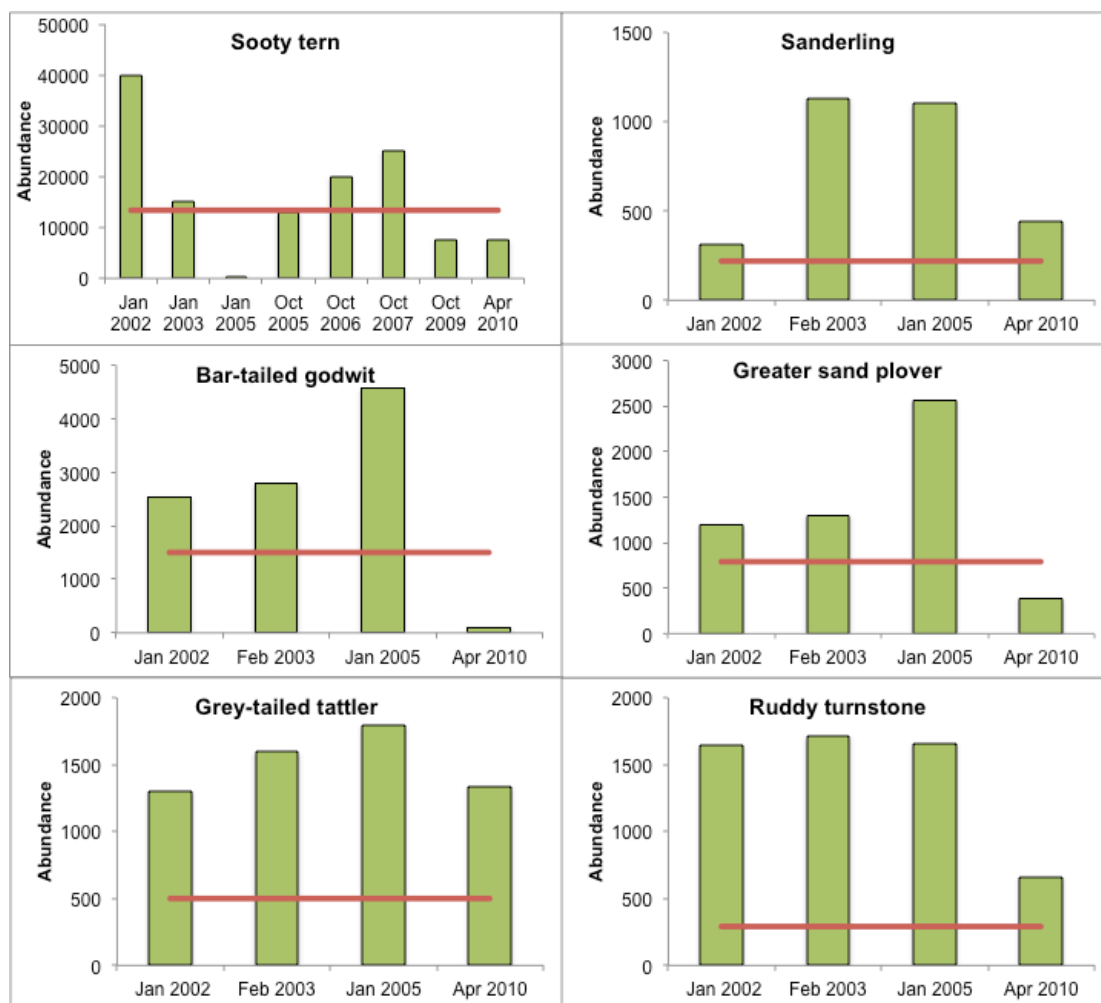 Sooty tern
Abundance
50000
40000
30000
20000
10000
0
Jan Jan Jan Oct Oct Oct Oct Apr
2002 2003 2005 2005 2006 2007 2009 2010
Sanderling
Abundance
1500
1000
500
0
Jan 2002 Feb 2003 Jan 2005 Apr 2010
Bar-tailed godwit
Abundance
5000
4000
3000
2000
1000
0
Jan 2002 Feb 2003 Jan 2005 Apr 2010
Greater sand plover
Abundance
3000
2500
2000
1500
1000
500
0
Jan 2002 Feb 2003 Jan 2005 Apr 2010
Grey-tailed tattler
Abundance
2000
1500
1000
500
0
Jan 2002 Feb 2003 Jan 2005 Apr 2010
Ruddy turnstone
Abundance
2000
1500
1000
500
0
Jan 2002 Feb 2003 Jan 2005 Apr 2010